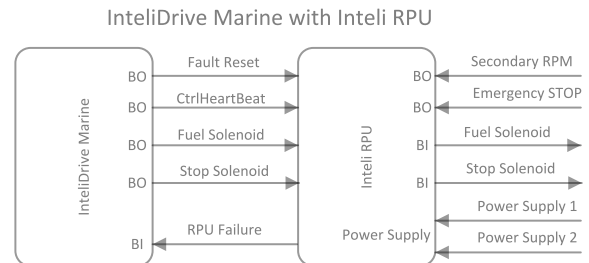 InteliDrive Marine with Inteli RPU
InteliDrive Marine
BO
Fault Reset
BO
CtrlHeartBeat
BO
Fuel Solenoid
BO
Stop Solenoid
BI
RPU Failure
Inteli RPU
BO
Secondary RPM
BO
Emergency STOP
BI
Fuel Solenoid
BI
Stop Solenoid
Power Supply
Power Supply 1
Power Supply 2